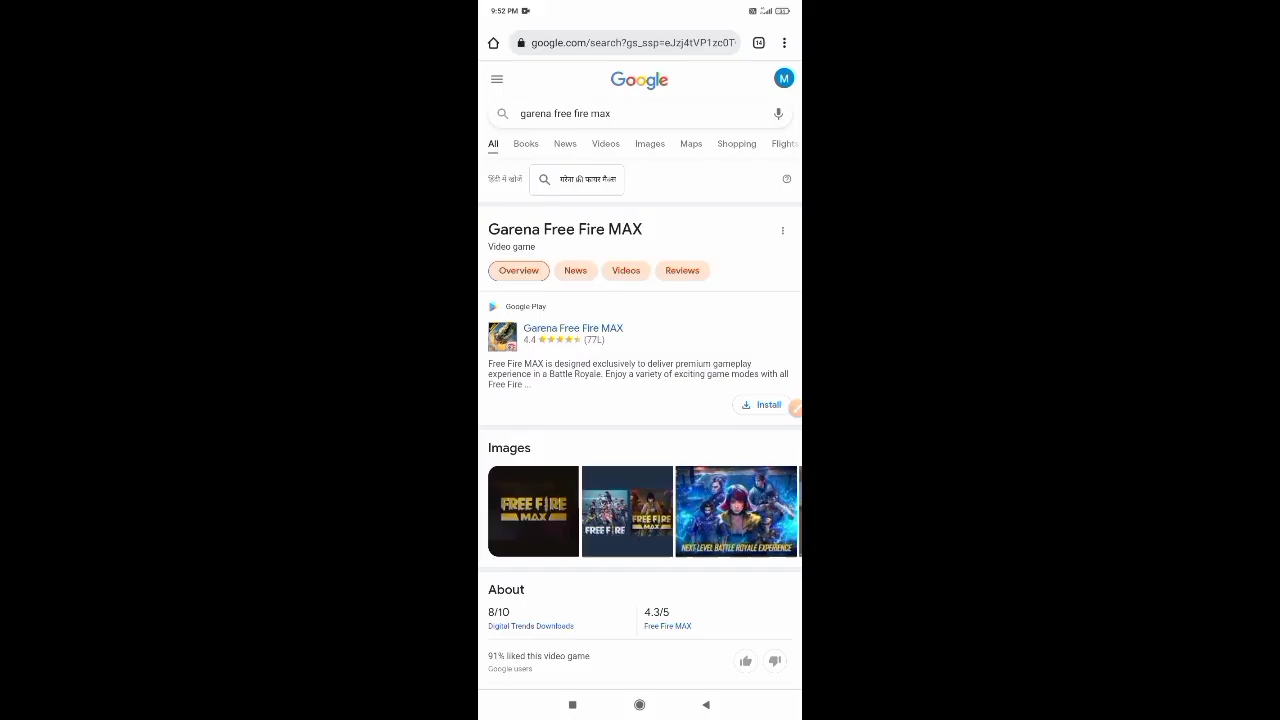 9:52 PM
google.com/search?gs_ssp=eJzj4tVP1zc0T
14
Google
M
garena free fire max
All Books News Videos Images Maps Shopping Flights
हिंदी में खोजें गरेना फ्री फायर मैक्स
Garena Free Fire MAX
Video game
Overview News Videos Reviews
Google Play
Garena Free Fire MAX
4.4 (77L)
Free Fire MAX is designed exclusively to deliver premium gameplay
experience in a Battle Royale. Enjoy a variety of exciting game modes with all
Free Fire ...
Install
Images
FREE FIRE
MAX
FREE FIRE
FREE FIRE
MAX
NEXT LEVEL BATTLE ROYALE EXPERIENCE
About
8/10 4.3/5
Digital Trends Downloads Free Fire MAX
91% liked this video game
Google users